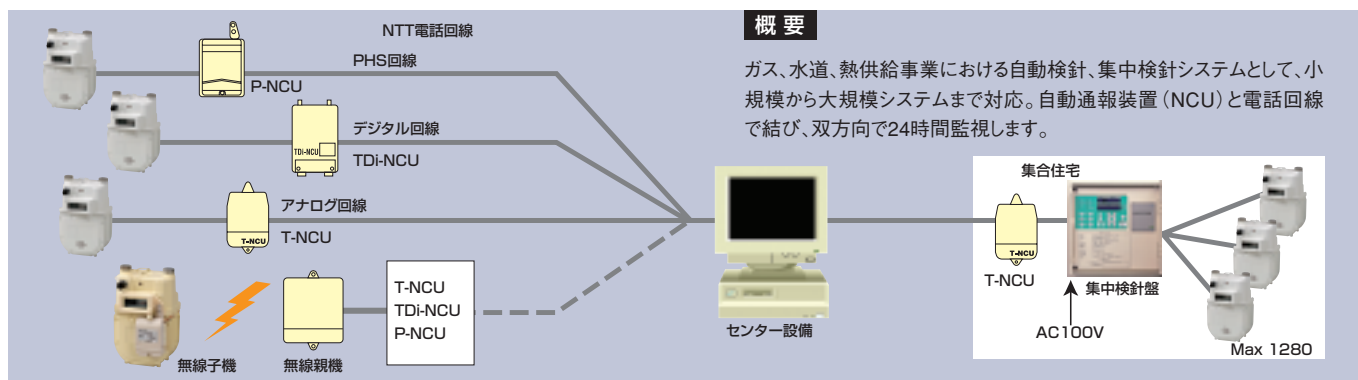 NTT電話回線
PHS回線
P-NCU
デジタル回線
TDi-NCU
TDi-NCU
アナログ回線
T-NCU
T-NCU
無線子機
無線親機
T-NCU
TDi-NCU
P-NCU
センター設備
概要
ガス、水道、熱供給事業における自動検針、集中検針システムとして、小
規模から大規模システムまで対応。自動通報装置（NCU）と電話回線
で結び、双方向で24時間監視します。
集合住宅
T-NCU
T-NCU
集中検針盤
AC100V
Max 1280